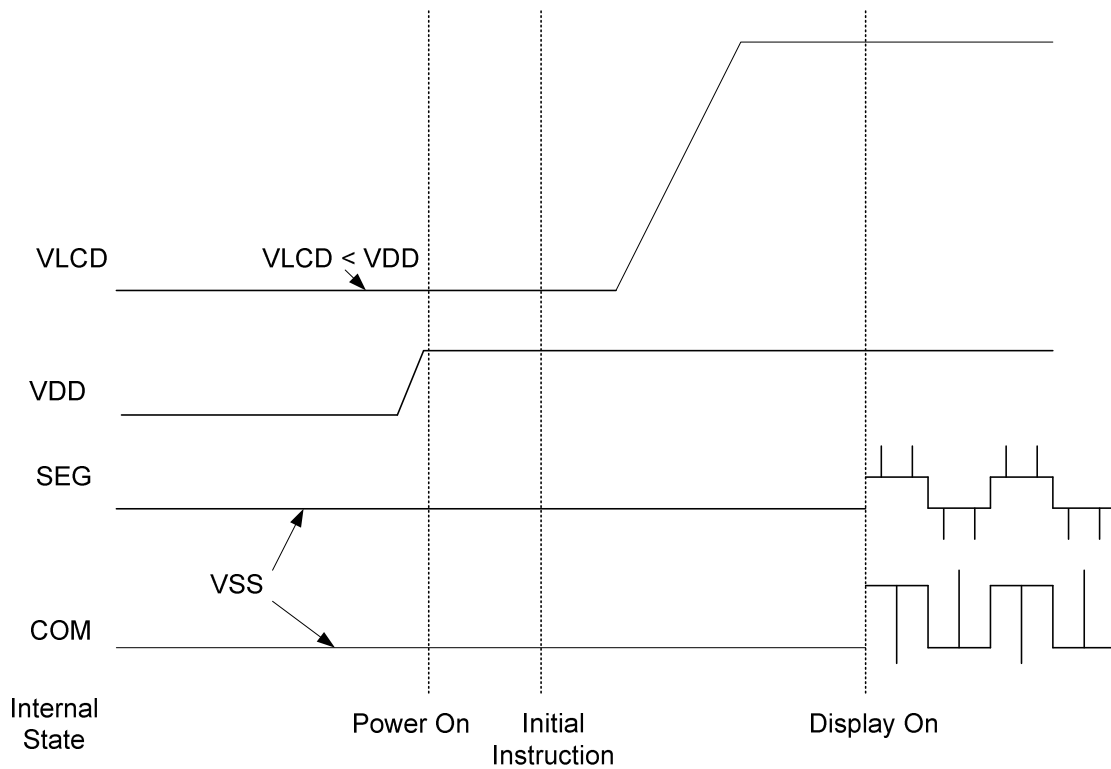 VLCD
VLCD < VDD
VDD
SEG
VSS
COM
Internal
State
Power On
Initial
Instruction
Display On